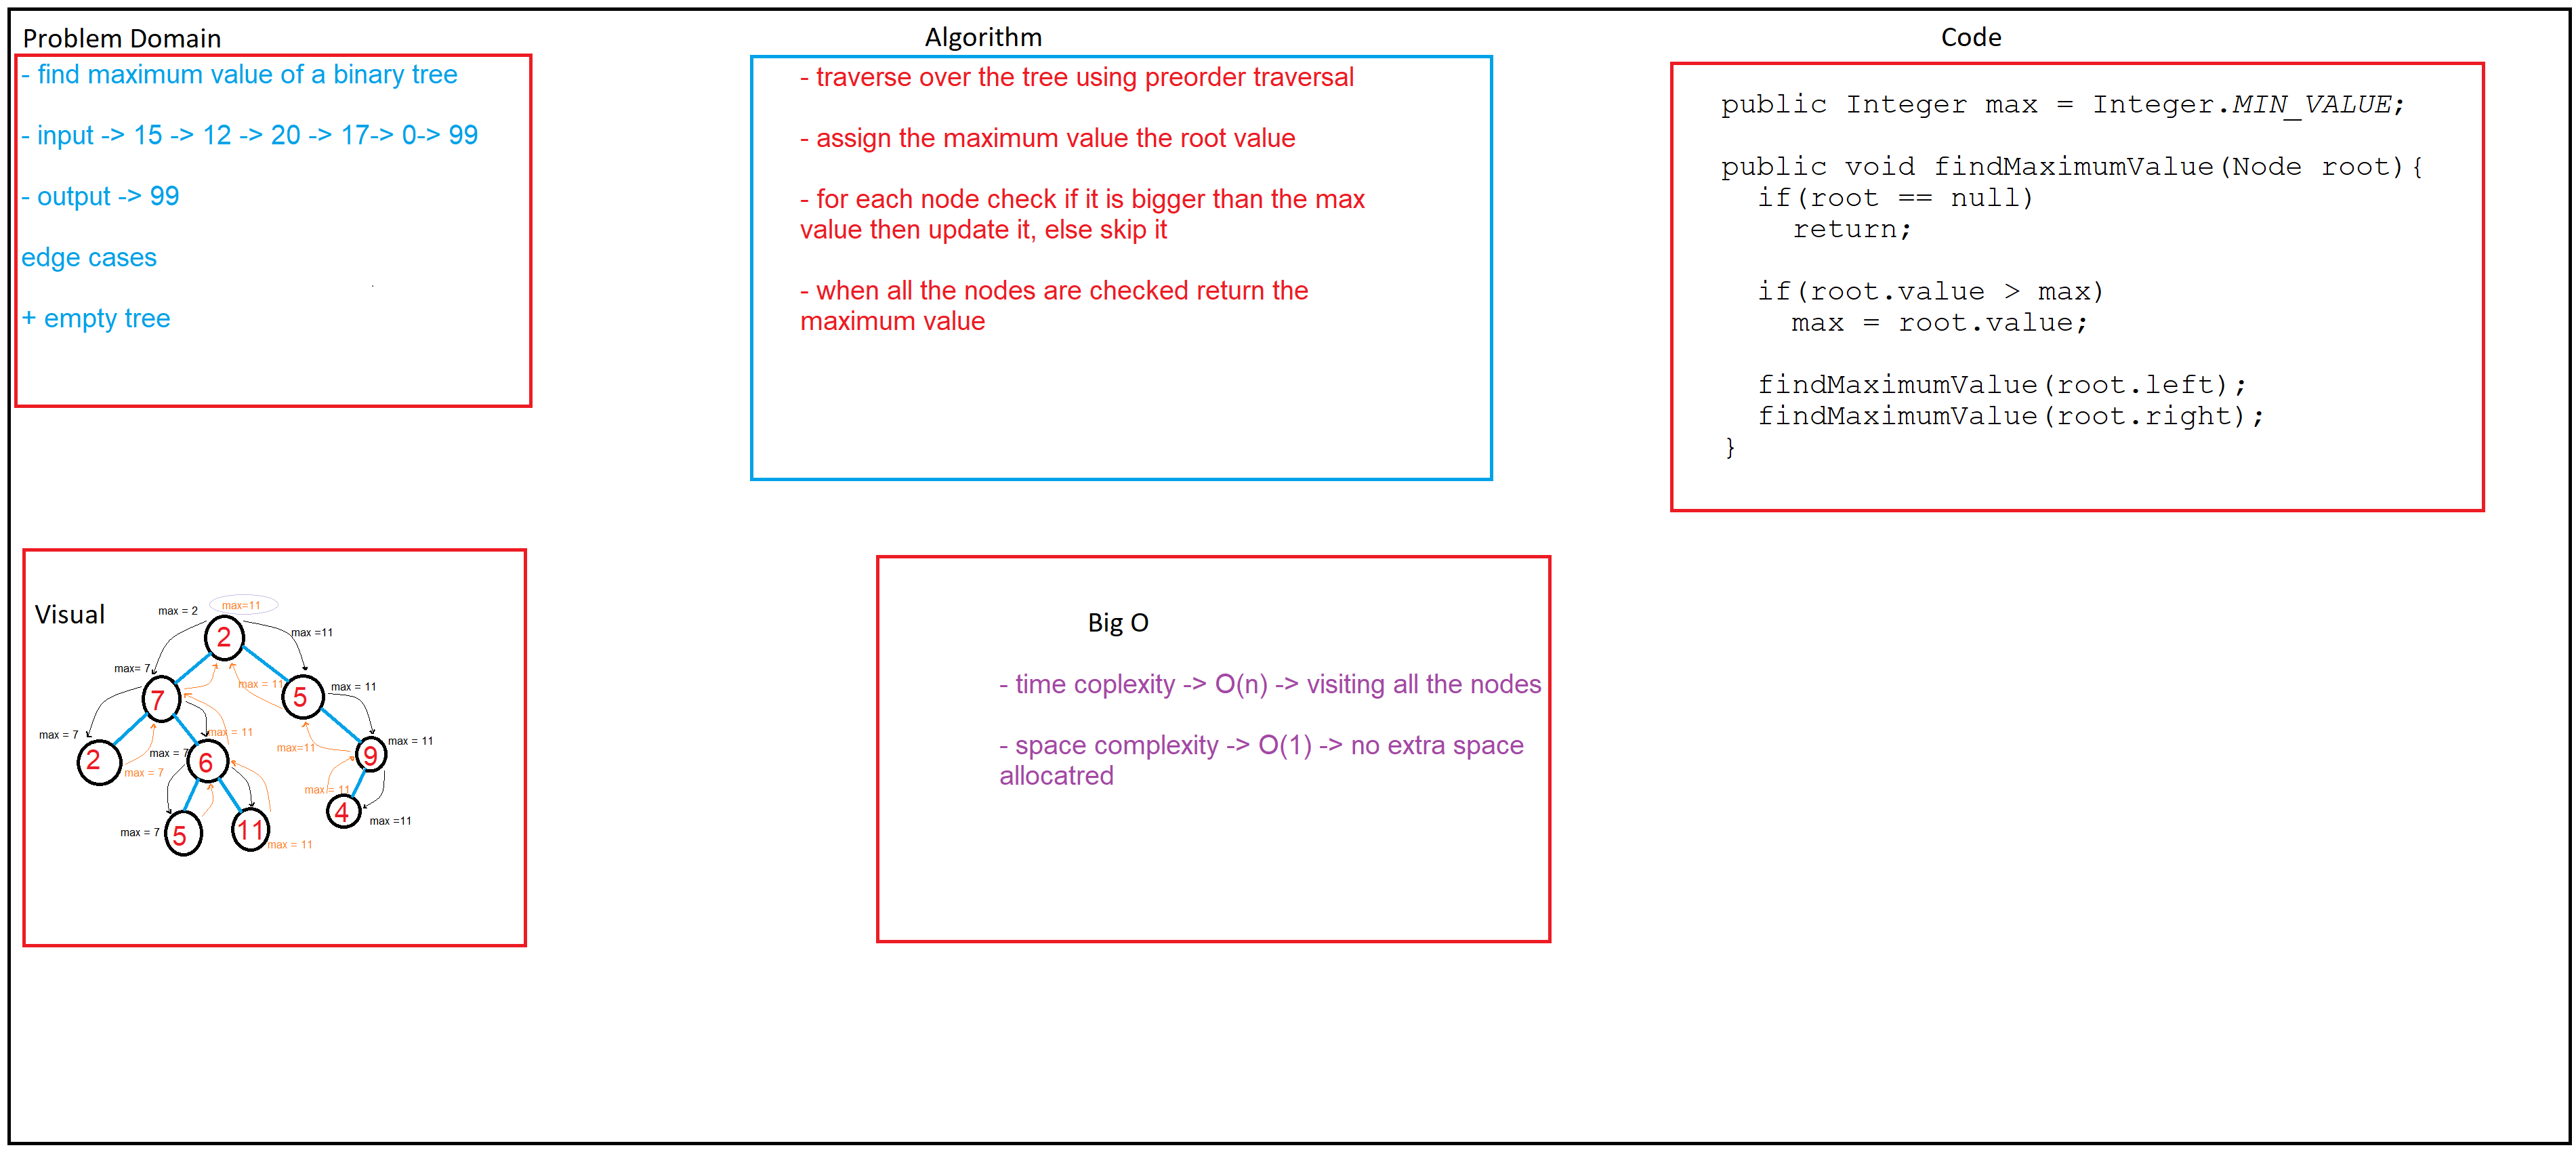 Problem Domain
- find maximum value of a binary tree
- input -> 15 -> 12 -> 20 -> 17-> 0-> 99
- output -> 99
edge cases
+ empty tree
Algorithm
- traverse over the tree using preorder traversal
- assign the maximum value the root value
- for each node check if it is bigger than the max
value then update it, else skip it
- when all the nodes are checked return the
maximum value
Code
public Integer max = Integer.MIN_VALUE;
public void findMaximumValue(Node root){
if(root == null)
return;
if(root.value > max)
max = root.value;
findMaximumValue(root.left);
findMaximumValue(root.right);
}
Visual
max = 2
max=11
2
max =11
max= 7
7
max = 11
5
max = 11
max = 7
2
max = 7
max = 11
max = 7
6
max=11
9
max = 11
max = 11
4
max =11
max = 7
5
11
max = 11
Big O
- time coplexity -> O(n) -> visiting all the nodes
- space complexity -> O(1) -> no extra space
allocatred